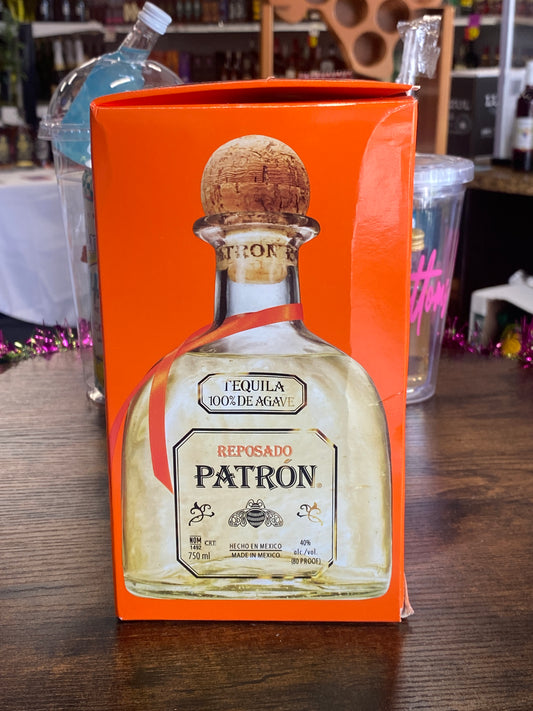 PATRÓN
TEQUILA
100% DE AGAVE
REPOSADO
PATRÓN®
NOM
1492
CRT
750 ml
HECHO EN MEXICO
MADE IN MEXICO
40%
alc./vol.
(80 PROOF)